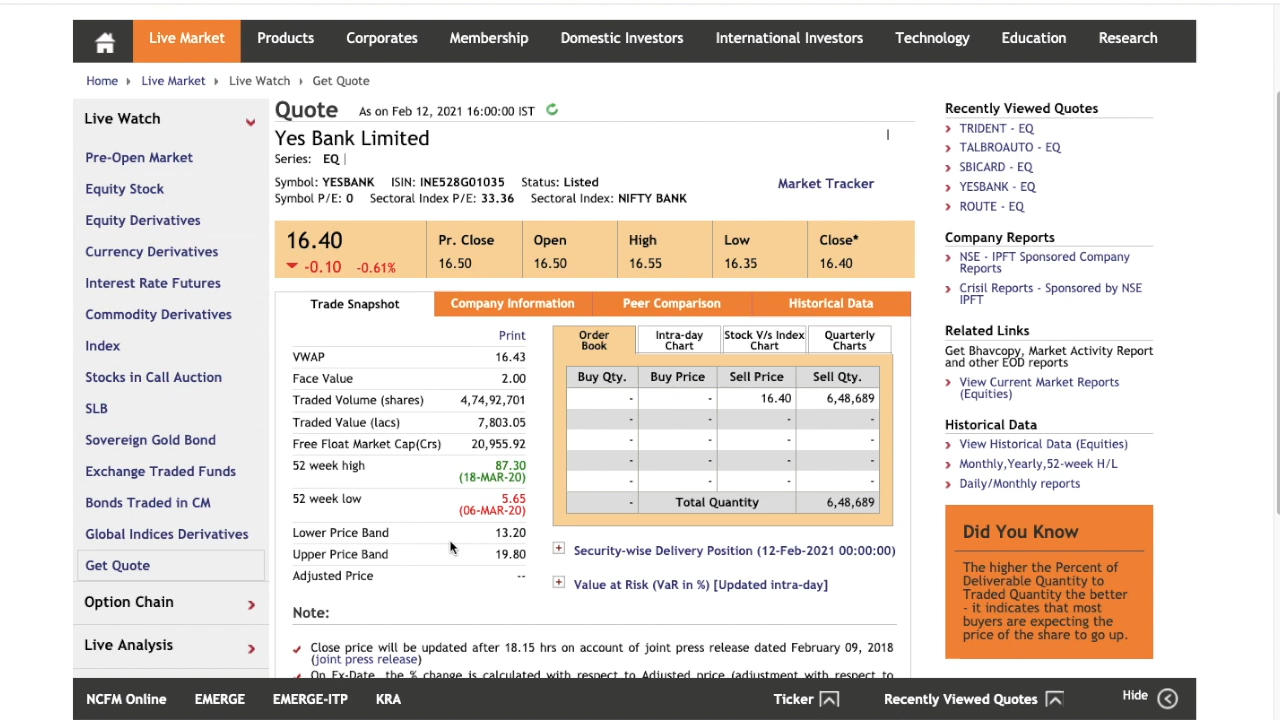 Live Market Products Corporates Membership Domestic Investors International Investors Technology Education Research
Home Live Market Live Watch Get Quote
Live Watch
Pre-Open Market
Equity Stock
Equity Derivatives
Currency Derivatives
Interest Rate Futures
Commodity Derivatives
Index
Stocks in Call Auction
SLB
Sovereign Gold Bond
Exchange Traded Funds
Bonds Traded in CM
Global Indices Derivatives
Get Quote
Option Chain
Live Analysis
Quote As on Feb 12, 2021 16:00:00 IST
Yes Bank Limited |
Series: EQ |
Symbol: YESBANK ISIN: INE528G01035 Status: Listed
Symbol P/E: 0 Sectoral Index P/E: 33.36 Sectoral Index: NIFTY BANK
Market Tracker
16.40 Pr. Close Open High Low Close*
-0.10 -0.61% 16.50 16.50 16.55 16.35 16.40
Trade Snapshot Company Information Peer Comparison Historical Data
Print
VWAP 16.43
Face Value 2.00
Traded Volume (shares) 4,74,92,701
Traded Value (lacs) 7,803.05
Free Float Market Cap(Crs) 20,955.92
52 week high 87.30
(18-MAR-20)
52 week low 5.65
(06-MAR-20)
Lower Price Band 13.20
Upper Price Band 19.80
Adjusted Price --
Order Intra-day Stock V/s Index Quarterly
Book Chart Chart Charts
Buy Qty. Buy Price Sell Price Sell Qty.
- - 16.40 6,48,689
- - - -
- - - -
- - - -
- - - -
- Total Quantity 6,48,689
+ Security-wise Delivery Position (12-Feb-2021 00:00:00)
+ Value at Risk (VaR in %) [Updated intra-day]
Note:
Close price will be updated after 18.15 hrs on account of joint press release dated February 09, 2018
(joint press release)
On Ex-Date, the % change is calculated with respect to Adjusted price (adjustment with respect to
Recently Viewed Quotes
TRIDENT - EQ
TALBROAUTO - EQ
SBICARD - EQ
YESBANK - EQ
ROUTE - EQ
Company Reports
NSE - IPFT Sponsored Company
Reports
Crisil Reports - Sponsored by NSE
IPFT
Related Links
Get Bhavcopy, Market Activity Report
and other EOD reports
View Current Market Reports
(Equities)
Historical Data
View Historical Data (Equities)
Monthly,Yearly,52-week H/L
Daily/Monthly reports
Did You Know
The higher the Percent of
Deliverable Quantity to
Traded Quantity the better
- it indicates that most
buyers are expecting the
price of the share to go up.
NCFM Online EMERGE EMERGE-ITP KRA Ticker Recently Viewed Quotes Hide